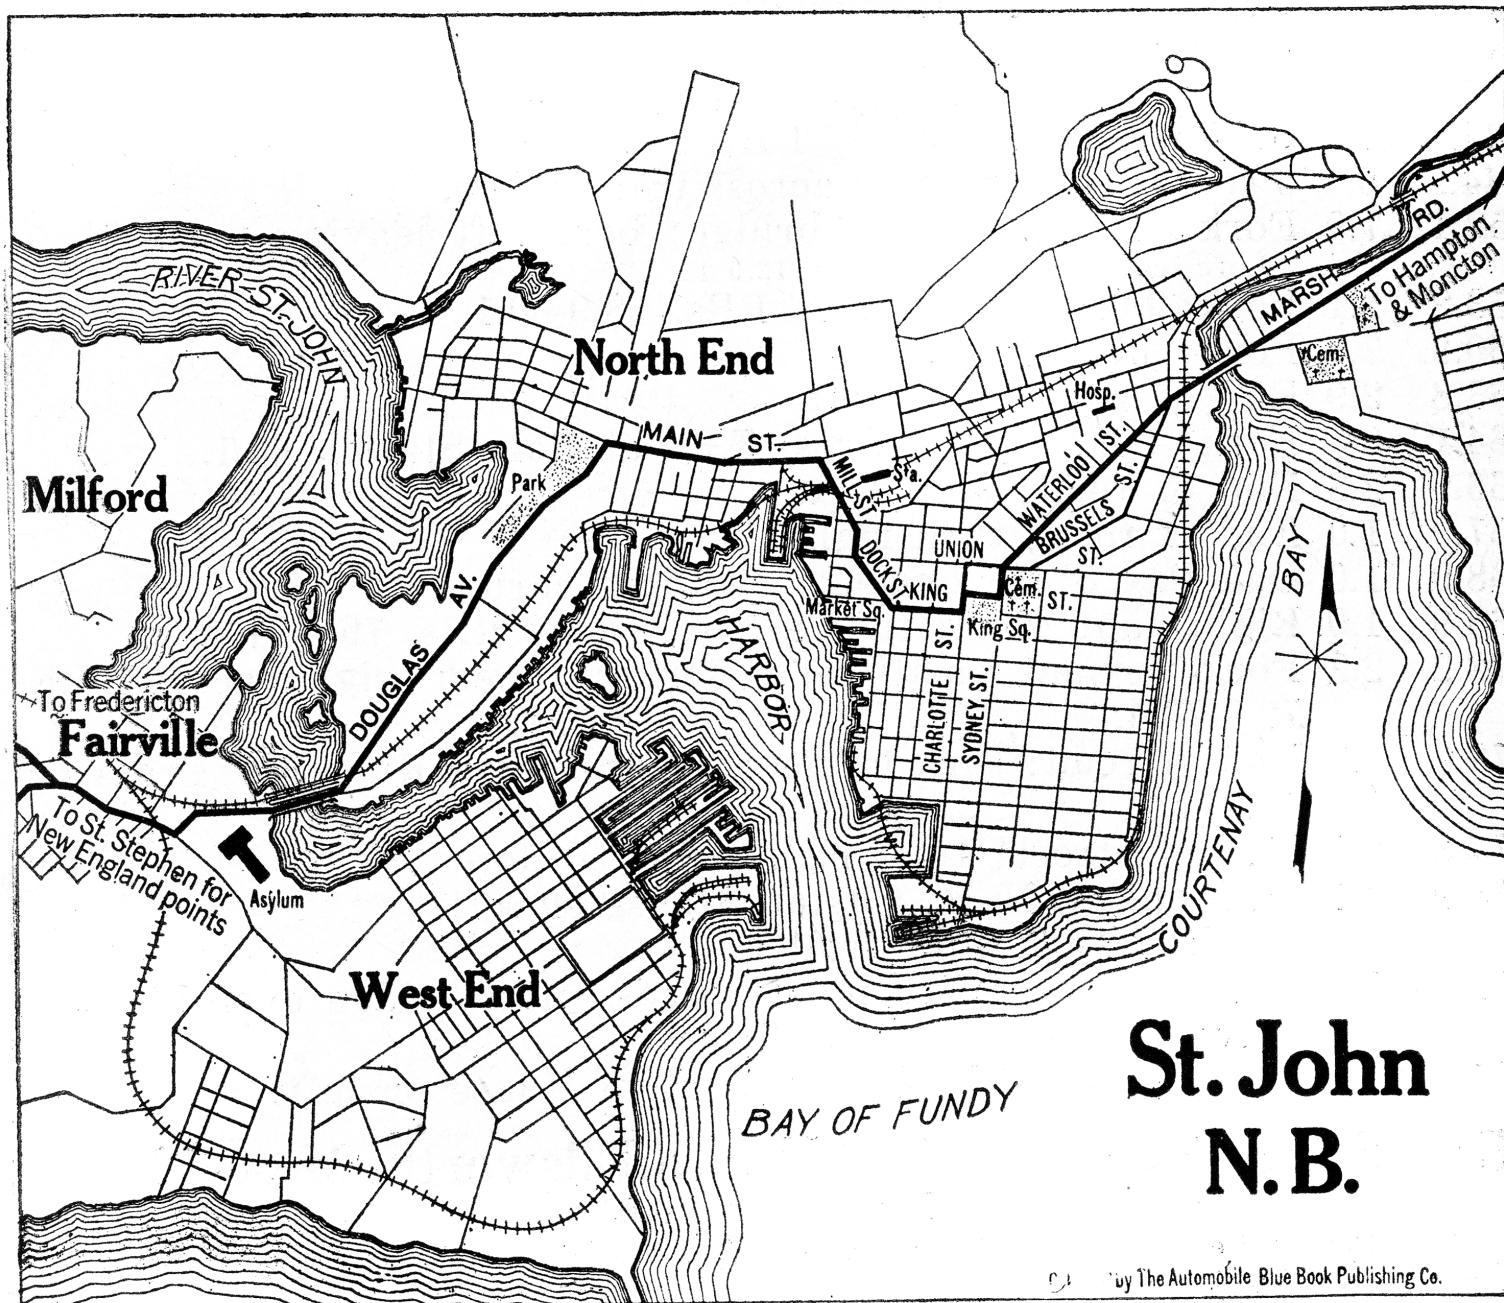 RIVER ST. JOHN
North End
Milford
Park
MAIN ST.
MILL ST.
Sta.
Hosp.
WATERLOO ST.
BRUSSELS ST.
MARSH RD.
To Hampton
& Moncton
Cem.
DOCK ST.
UNION ST.
KING ST.
Cem.
Market Sq.
King Sq.
CHARLOTTE ST.
SYDNEY ST.
DOUGLAS AV.
HARBOR
To Fredericton
Fairville
To St. Stephen for
New England points
Asylum
West End
COURTENAY BAY
BAY OF FUNDY
St. John
N.B.
by The Automobile Blue Book Publishing Co.